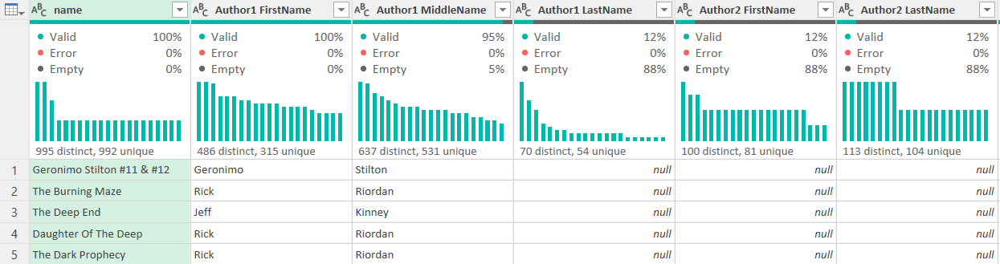 ABC name ABC Author1 FirstName ABC Author1 MiddleName ABC Author1 LastName ABC Author2 FirstName ABC Author2 LastName
Valid 100% Valid 100% Valid 95% Valid 12% Valid 12% Valid 12%
Error 0% Error 0% Error 0% Error 0% Error 0% Error 0%
Empty 0% Empty 0% Empty 5% Empty 88% Empty 88% Empty 88%
995 distinct, 992 unique 486 distinct, 315 unique 637 distinct, 531 unique 70 distinct, 54 unique 100 distinct, 81 unique 113 distinct, 104 unique
1 Geronimo Stilton #11 & #12 Geronimo Stilton null null null
2 The Burning Maze Rick Riordan null null null
3 The Deep End Jeff Kinney null null null
4 Daughter Of The Deep Rick Riordan null null null
5 The Dark Prophecy Rick Riordan null null null